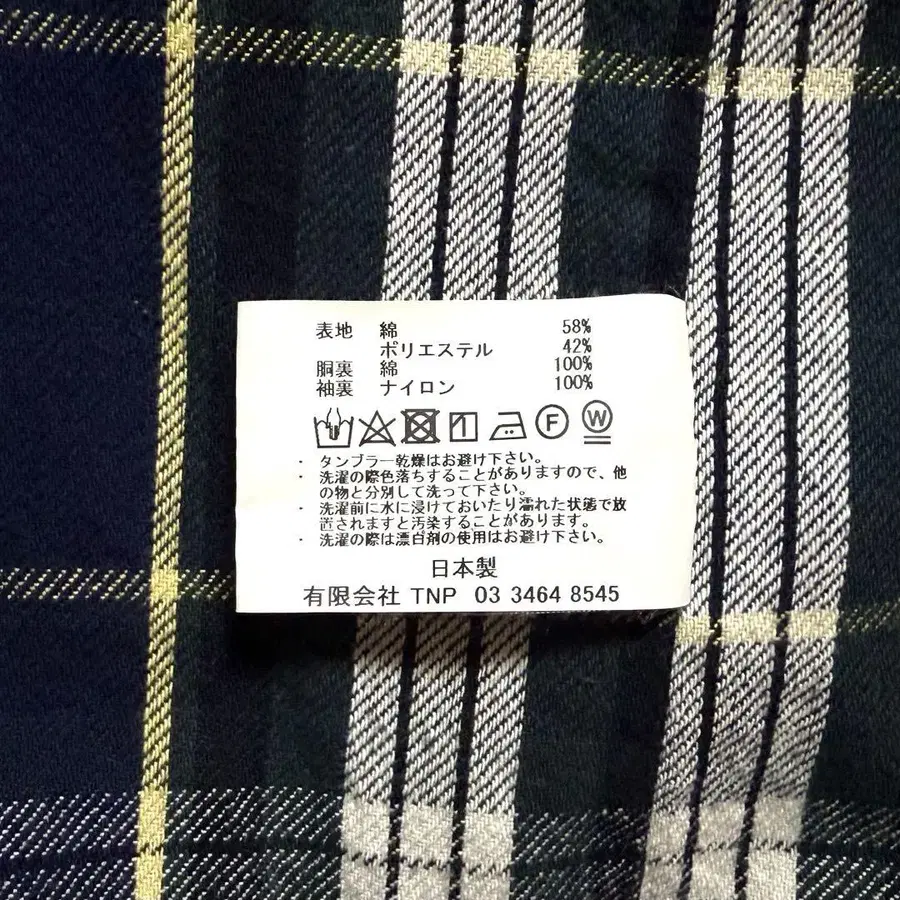 表地 綿 58%
ポリエステル 42%
胴裏 綿 100%
袖裏 ナイロン 100%
F W
・ タンブラー乾燥はお避け下さい。
・ 洗濯の際色落ちすることがありますので、他
の物と分別して洗って下さい。
・ 洗濯前に水に浸けておいたり濡れた状態で放
置されますと汚染することがあります。
・ 洗濯の際は漂白剤の使用はお避け下さい。
日本製
有限会社 TNP 03 3464 8545